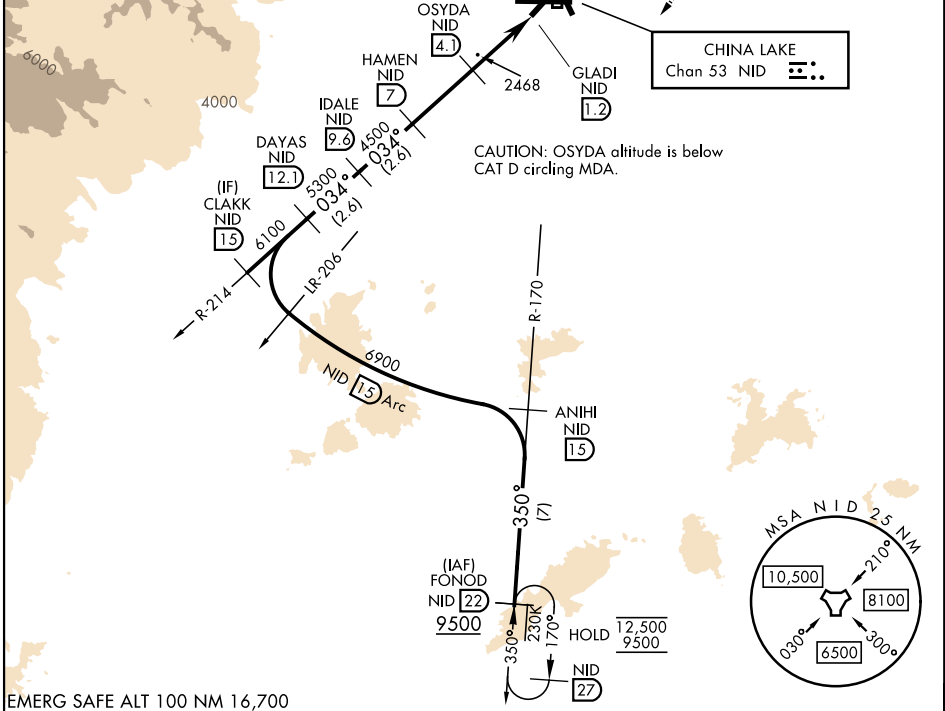 OSYDA
NID
4.1
6000
4000
HAMEN
NID
7
2468
GLADI
NID
1.2
CHINA LAKE
Chan 53 NID
IDALE
NID
9.6
4500
034°
(2.6)
CAUTION: OSYDA altitude is below
CAT D circling MDA.
DAYAS
NID
12.1
5300
034°
(2.6)
(IF)
CLAKK
NID
15
6100
R-214
LR-206
R-170
6900
NID 15 Arc
ANIHI
NID
15
350°
(7)
(IAF)
FONOD
NID 22
9500
350°
230K
170°
HOLD
12,500
9500
NID
27
MSA NID 25 NM
210°
10,500
8100
030°
6500
300°
EMERG SAFE ALT 100 NM 16,700